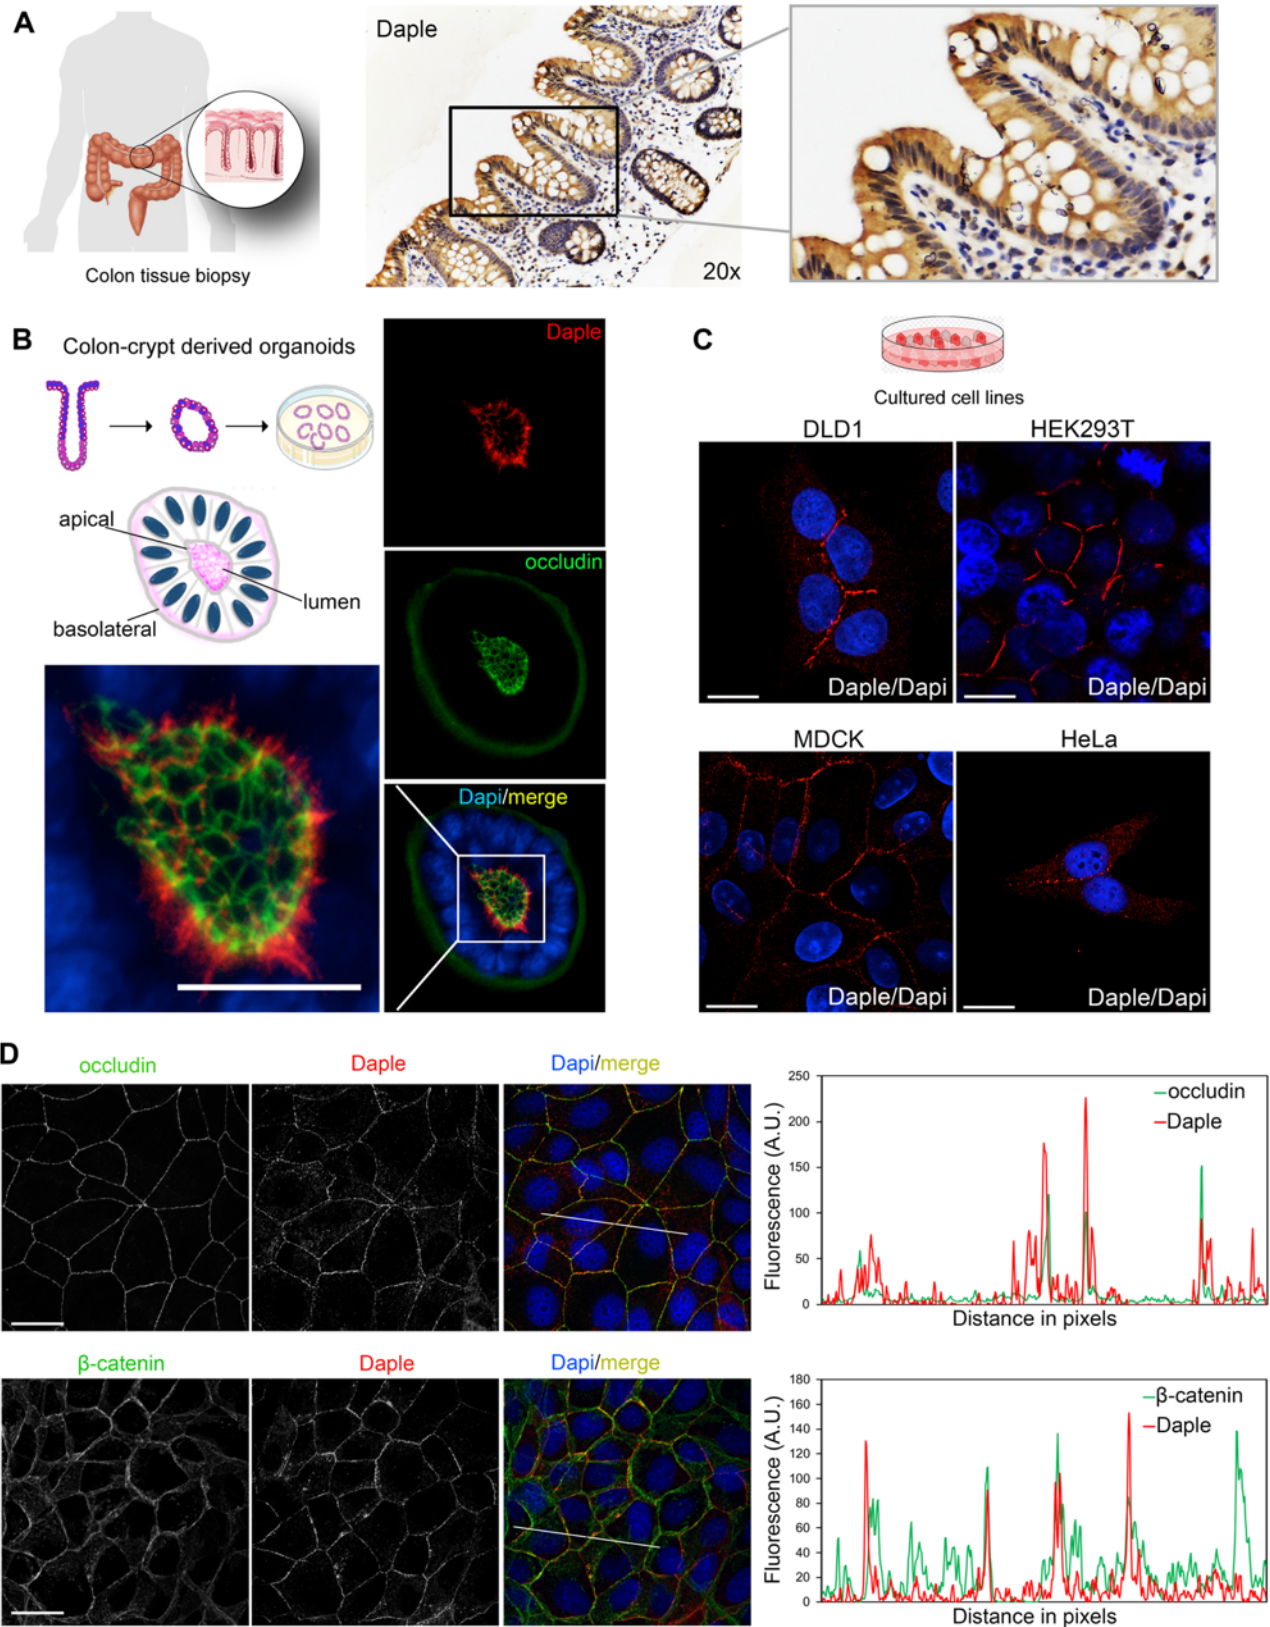 A
Daple
20x
Colon tissue biopsy
B
Colon-crypt derived organoids
apical
lumen
basolateral
Daple
occludin
Dapi/merge
C
Cultured cell lines
DLD1
HEK293T
Daple/Dapi
Daple/Dapi
MDCK
HeLa
Daple/Dapi
Daple/Dapi
D
occludin
Daple
Dapi/merge
250
200
150
100
50
0
Fluorescence (A.U.)
occludin
Daple
Distance in pixels
β-catenin
Daple
Dapi/merge
180
160
140
120
100
80
60
40
20
0
Fluorescence (A.U.)
β-catenin
Daple
Distance in pixels